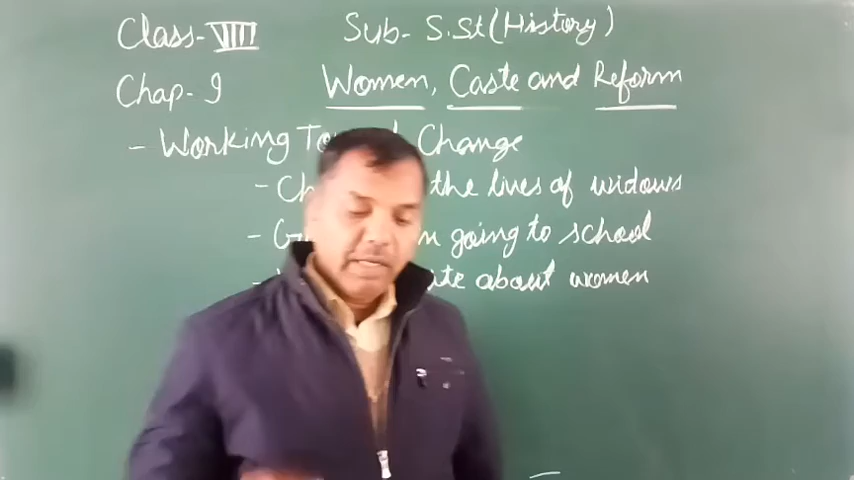 Class- VIII Sub- S.St (History)
Chap- 9 Women, Caste and Reform
- Working Change
- the lives of widows
- going to school
- about women